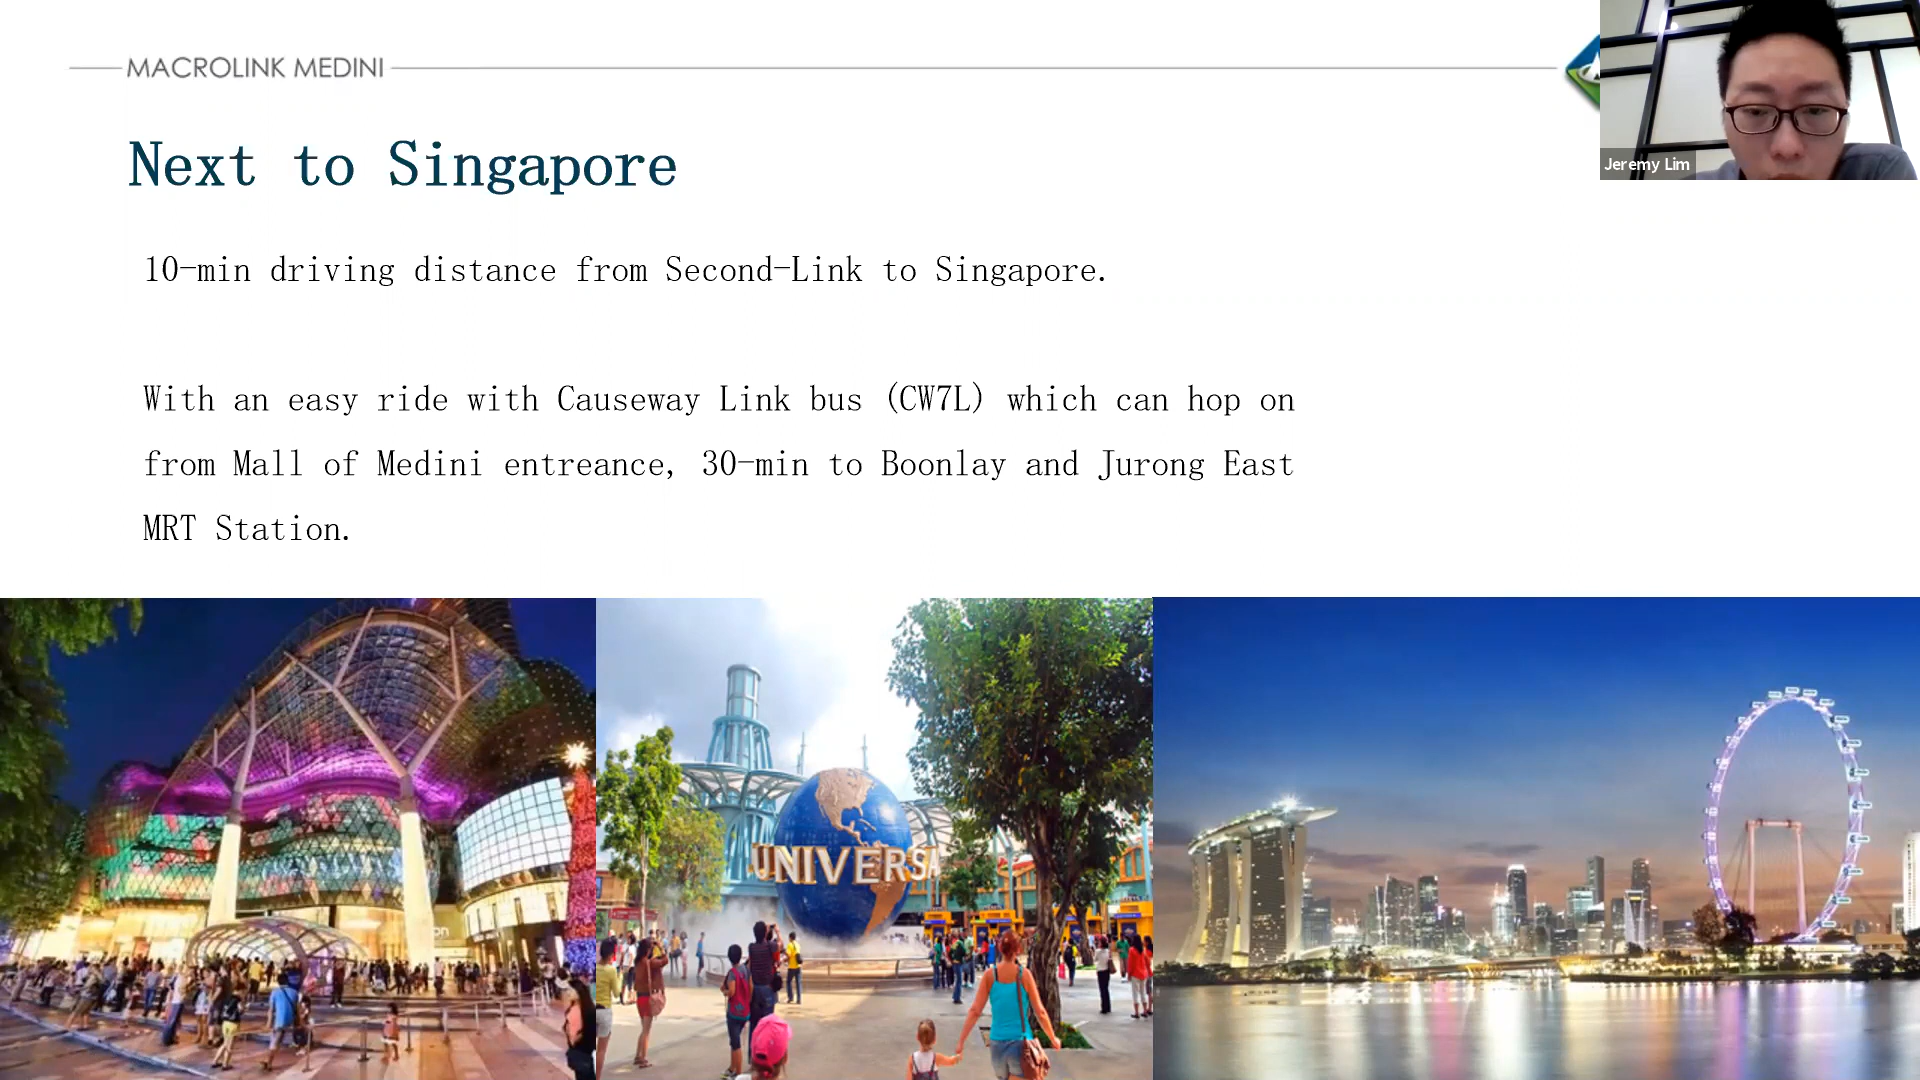 MACROLINK MEDINI
Jeremy Lim
Next to Singapore
10-min driving distance from Second-Link to Singapore.
With an easy ride with Causeway Link bus (CW7L) which can hop on
from Mall of Medini entreance, 30-min to Boonlay and Jurong East
MRT Station.
UNIVERSA